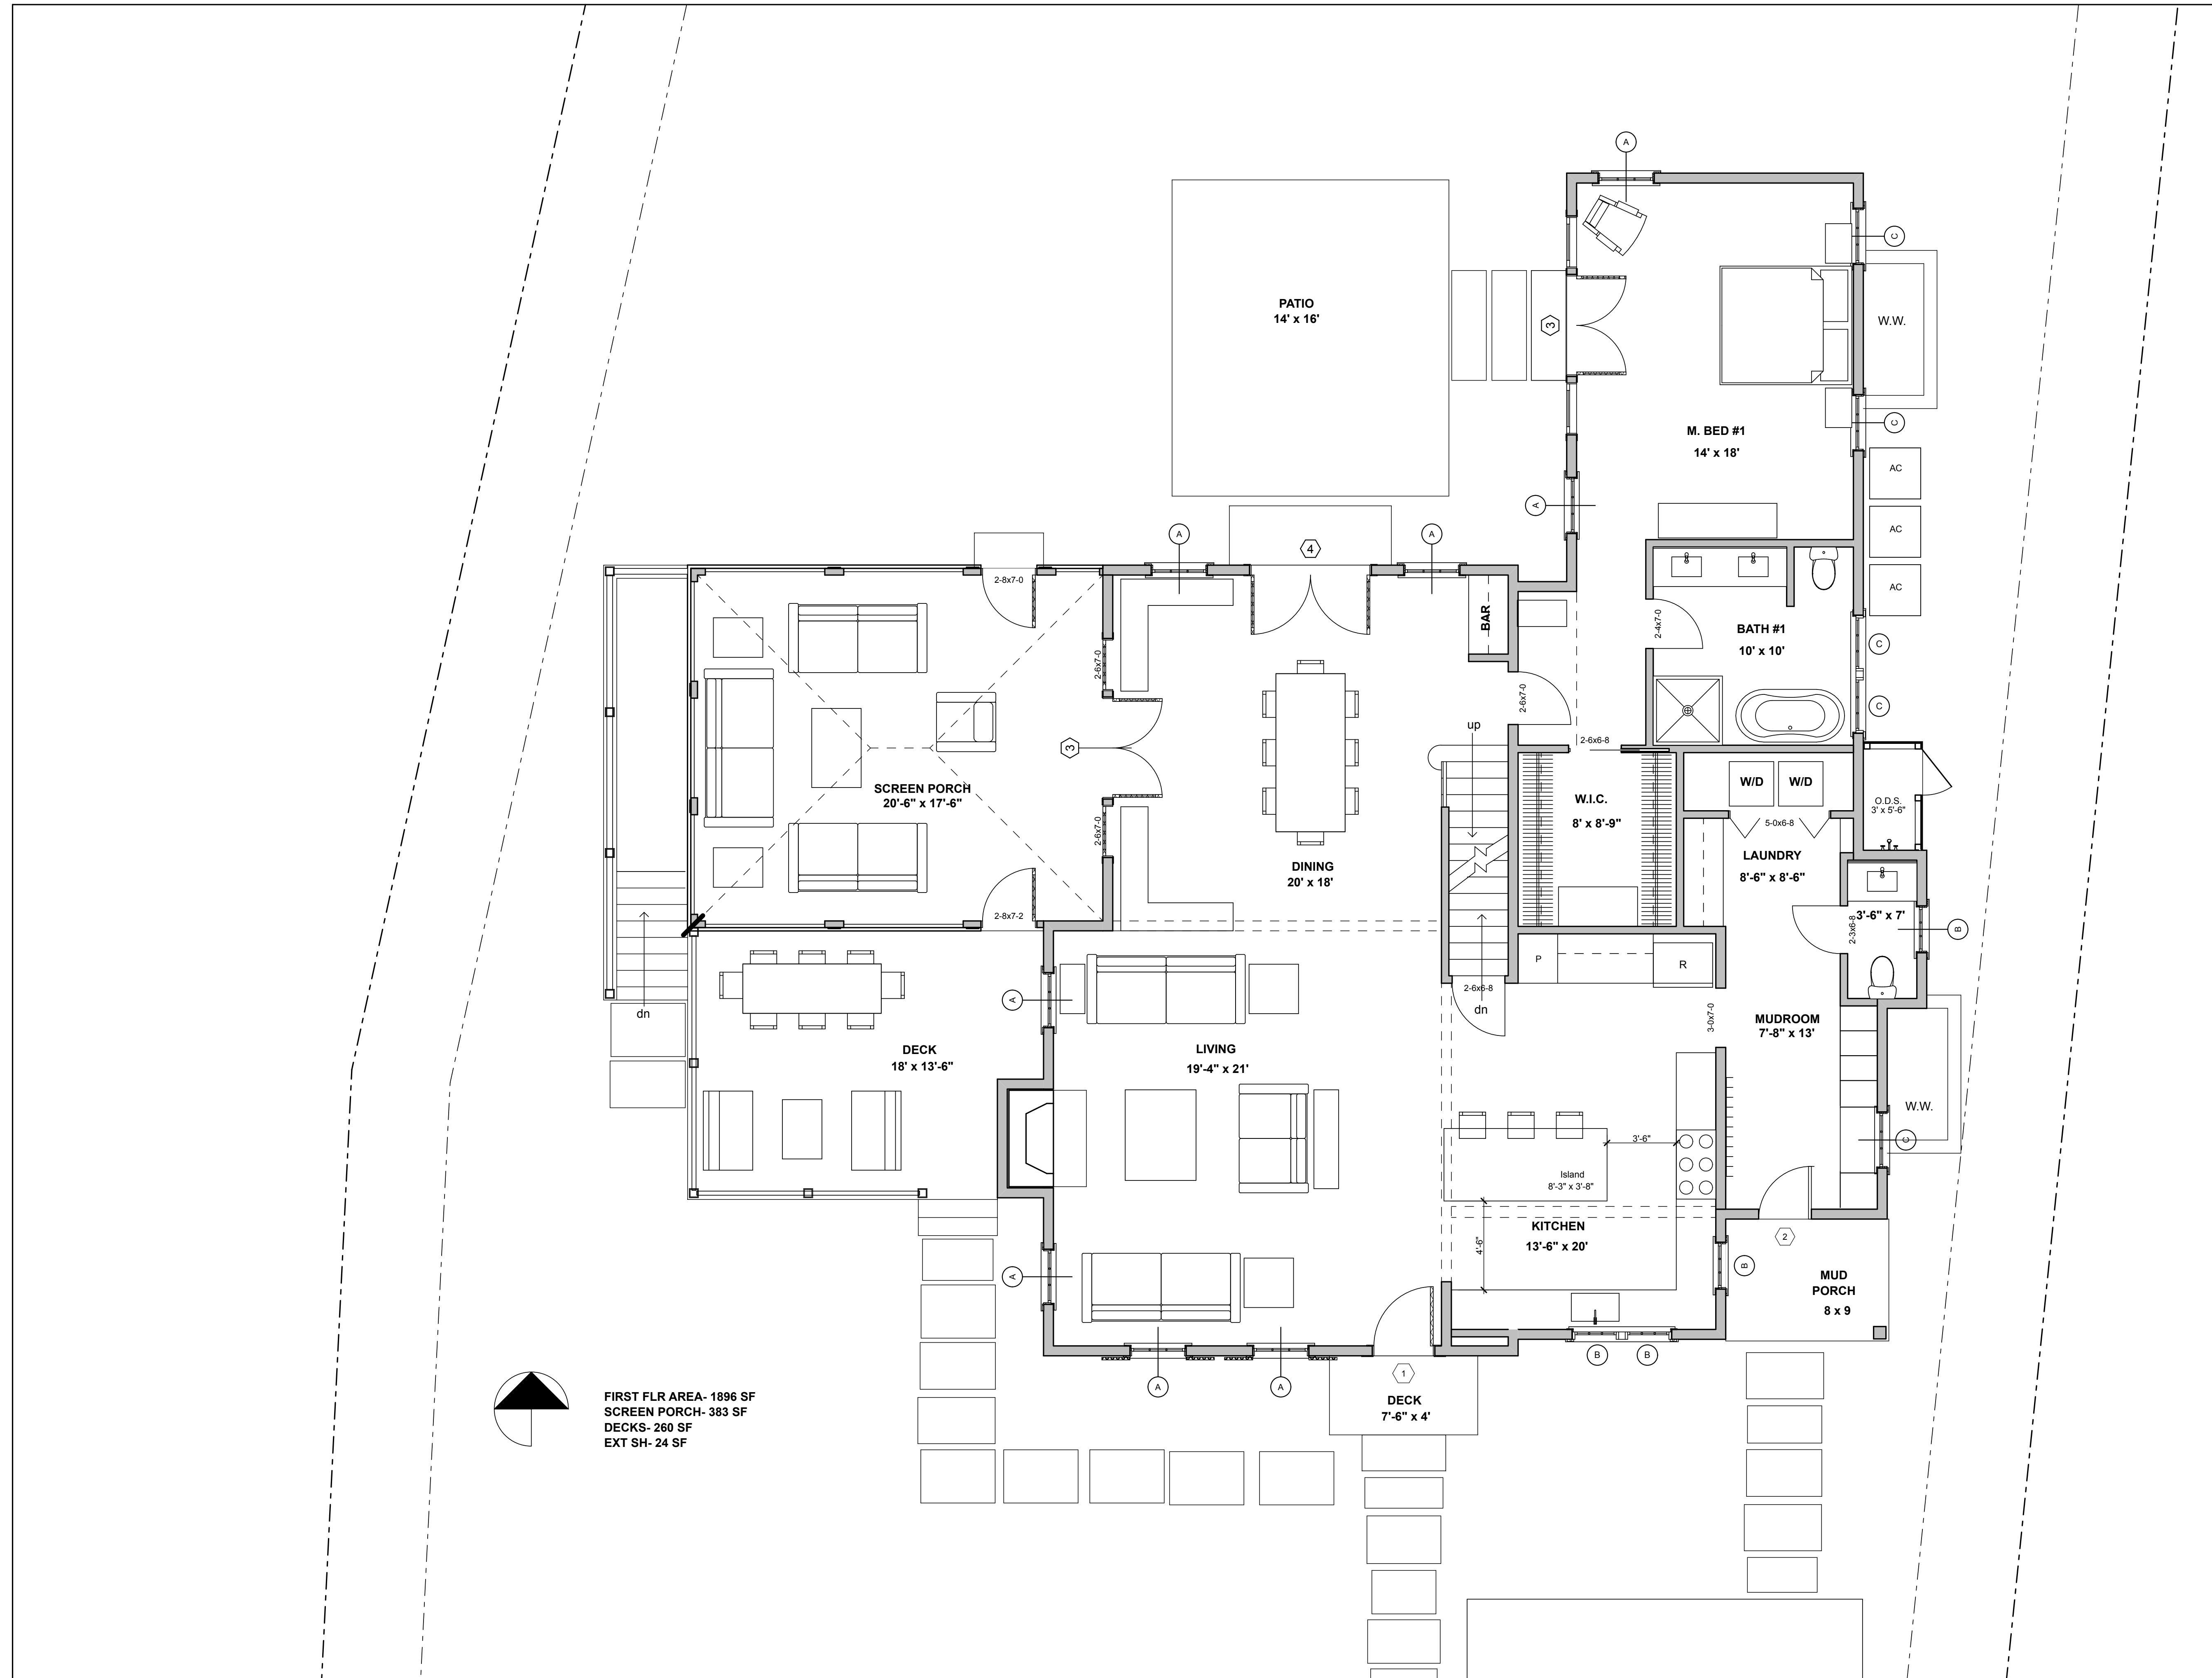 A
C
PATIO
14' x 16'
W.W.
3
C
M. BED #1
14' x 18'
AC
A
A
A
AC
4
2-8x7-0
AC
BAR
2-4x7-0
BATH #1
10' x 10'
C
2-6x7-0
2-6x7-0
C
up
3
2-6x6-8
W/D
W/D
SCREEN PORCH
20'-6" x 17'-6"
W.I.C.
8' x 8'-9"
O.D.S.
3' x 5'-6"
5-0x6-8
2-6x7-0
LAUNDRY
8'-6" x 8'-6"
DINING
20' x 18'
2-8x7-2
3'-6" x 7'
2-3x6-8
B
P
R
2-6x6-8
A
dn
dn
3-0x7-0
MUDROOM
7'-8" x 13'
DECK
18' x 13'-6"
LIVING
19'-4" x 21'
W.W.
3'-6"
C
Island
8'-3" x 3'-8"
KITCHEN
13'-6" x 20'
4'-6"
2
B
A
MUD
PORCH
8 x 9
B
B
1
A
A
DECK
7'-6" x 4'
FIRST FLR AREA- 1896 SF
SCREEN PORCH- 383 SF
DECKS- 260 SF
EXT SH- 24 SF